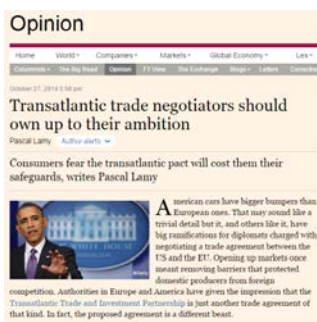 Opinion
Home World Companies Markets Global Economy Lex
Columnists The Big Read Opinion FT View The Exchange Blogs Letters Corrections
October 27, 2014 5:58 pm
Transatlantic trade negotiators should
own up to their ambition
Pascal Lamy Author alerts
Consumers fear the transatlantic pact will cost them their
safeguards, writes Pascal Lamy
American cars have bigger bumpers than
European ones. That may sound like a
trivial detail but it, and others like it, have
big ramifications for diplomats charged with
negotiating a trade agreement between the
US and the EU. Opening up markets once
meant removing barriers that protected
domestic producers from foreign
competition. Authorities in Europe and America have given the impression that the
Transatlantic Trade and Investment Partnership is just another trade agreement of
that kind. In fact, the proposed agreement is a different beast.
WHITE HOUSE